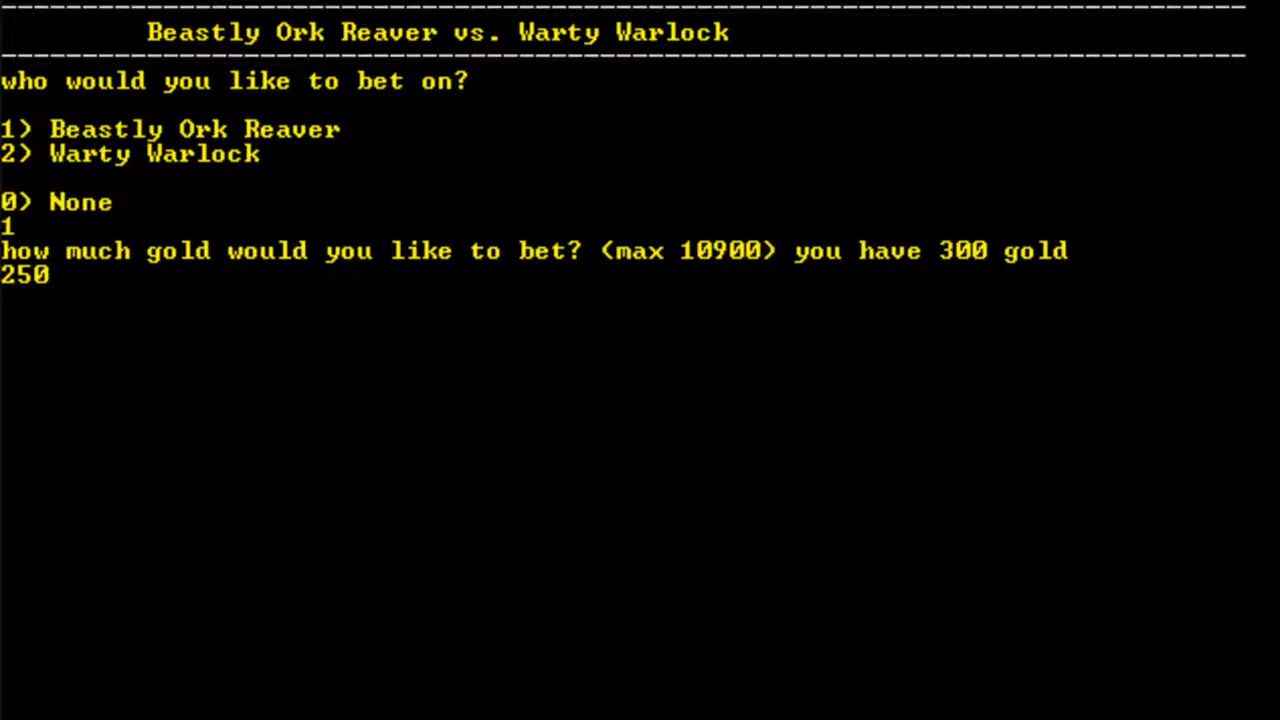 Beastly Ork Reaver vs. Warty Warlock
who would you like to bet on?
1) Beastly Ork Reaver
2) Warty Warlock
0) None
1
how much gold would you like to bet? (max 10900) you have 300 gold
250